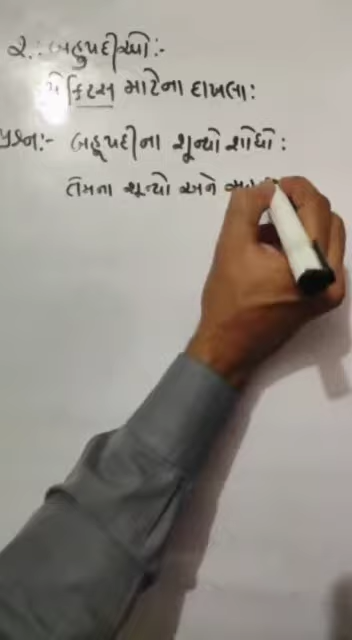 ૨.: બહુપદીઓ :-
પ્રેક્ટિસ માટેના દાખલા :
પ્રશ્ન:- બહુપદીના શૂન્યો શોધો :
તેમના શૂન્યો અને